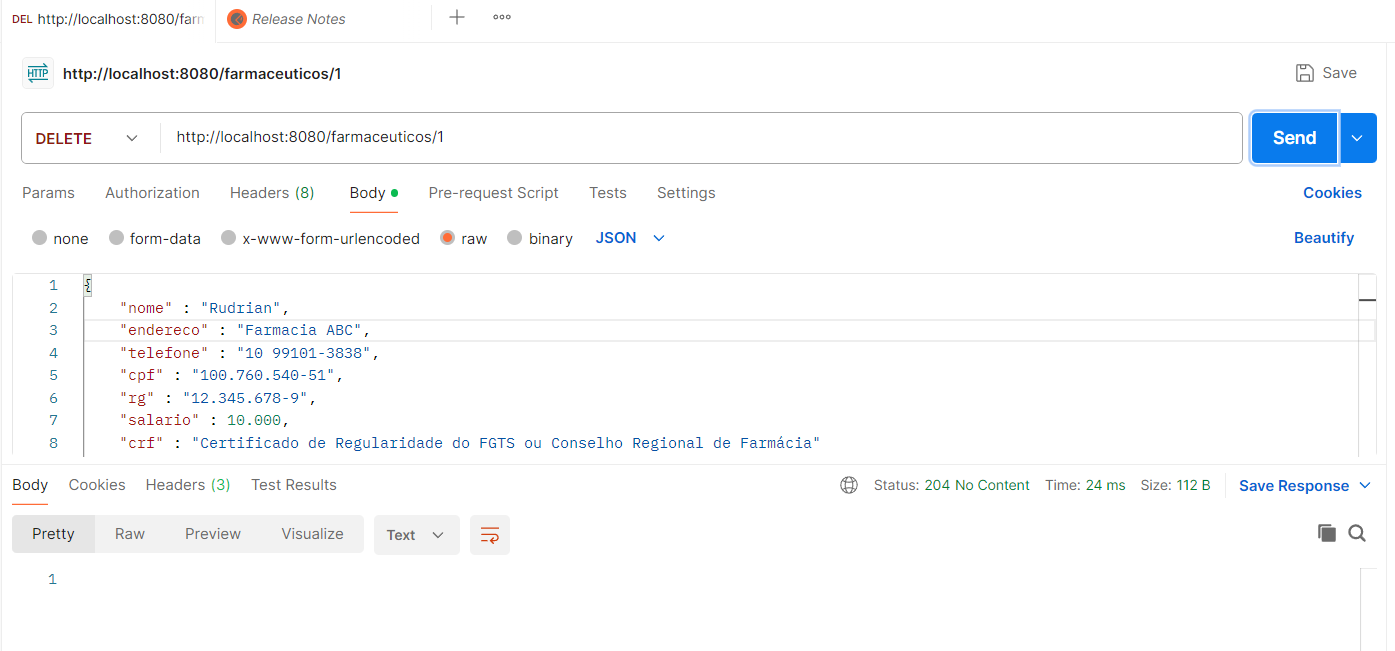 DEL http://localhost:8080/farm
Release Notes
HTTP http://localhost:8080/farmaceuticos/1
Save
DELETE http://localhost:8080/farmaceuticos/1 Send
Params Authorization Headers (8) Body Pre-request Script Tests Settings Cookies
none form-data x-www-form-urlencoded raw binary JSON Beautify
1 {
2 "nome" : "Rudrian",
3 "endereco" : "Farmacia ABC",
4 "telefone" : "10 99101-3838",
5 "cpf" : "100.760.540-51",
6 "rg" : "12.345.678-9",
7 "salario" : 10.000,
8 "crf" : "Certificado de Regularidade do FGTS ou Conselho Regional de Farmácia"
Body Cookies Headers (3) Test Results Status: 204 No Content Time: 24 ms Size: 112 B Save Response
Pretty Raw Preview Visualize Text
1